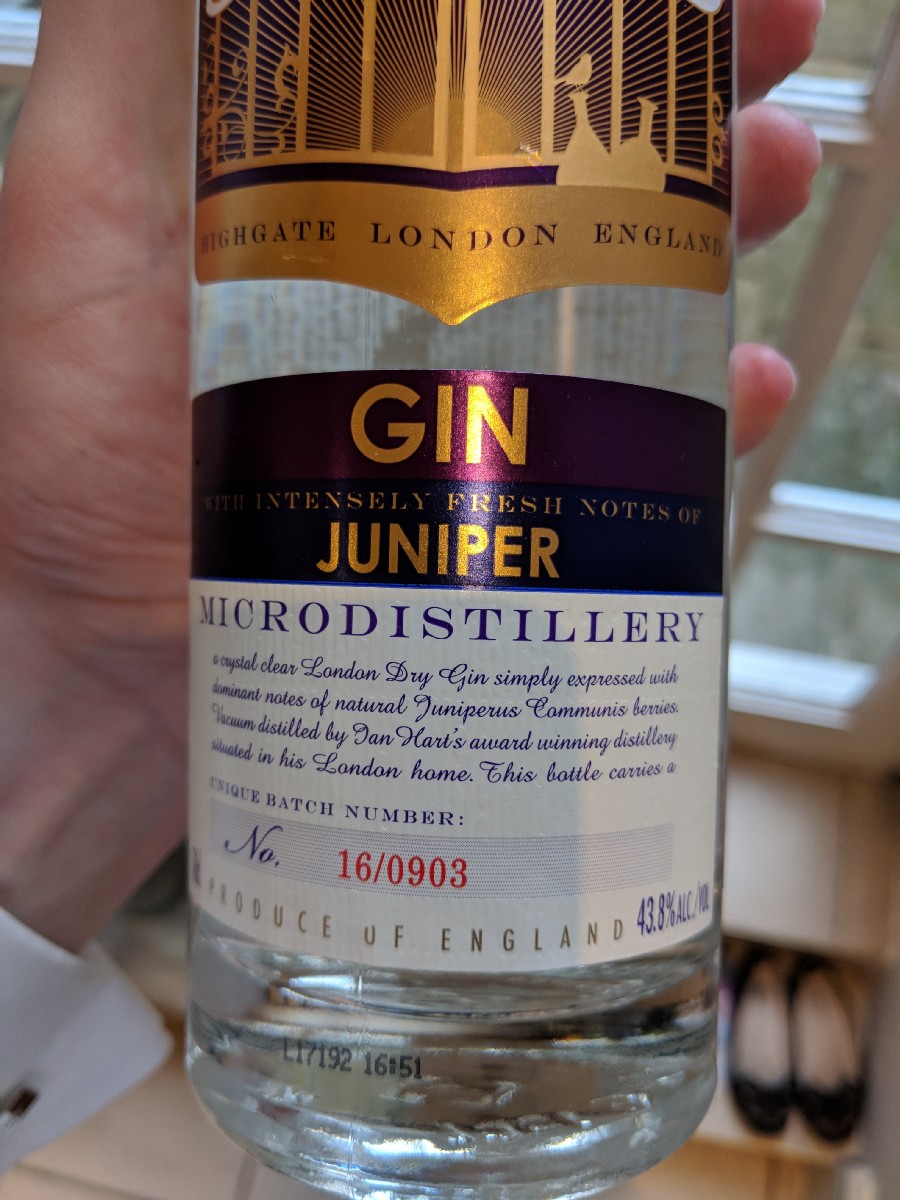 HIGHGATE LONDON ENGLAND
GIN
WITH INTENSELY FRESH NOTES OF
JUNIPER
MICRODISTILLERY
a crystal clear London Dry Gin simply expressed with
dominant notes of natural Juniperus Communis berries.
Vacuum distilled by Ian Hart's award winning distillery
situated in his London home. This bottle carries a
UNIQUE BATCH NUMBER:
No. 16/0903
PRODUCE OF ENGLAND 43.8% ALC./VOL
L17192 16:51